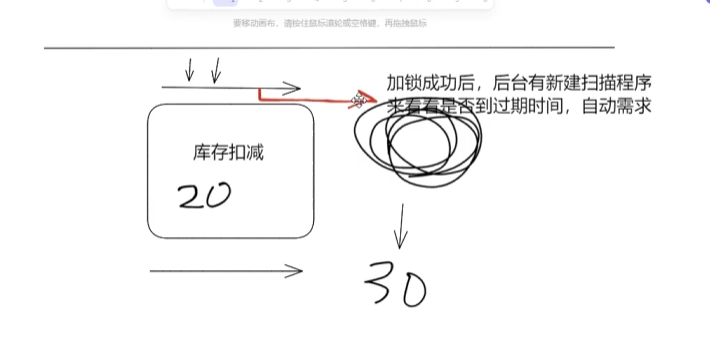 要移动画布，请按住鼠标滚轮或空格键，再拖拽鼠标
加锁成功后，后台有新建扫描程序
来看看是否到过期时间，自动需求
库存扣减
20
30